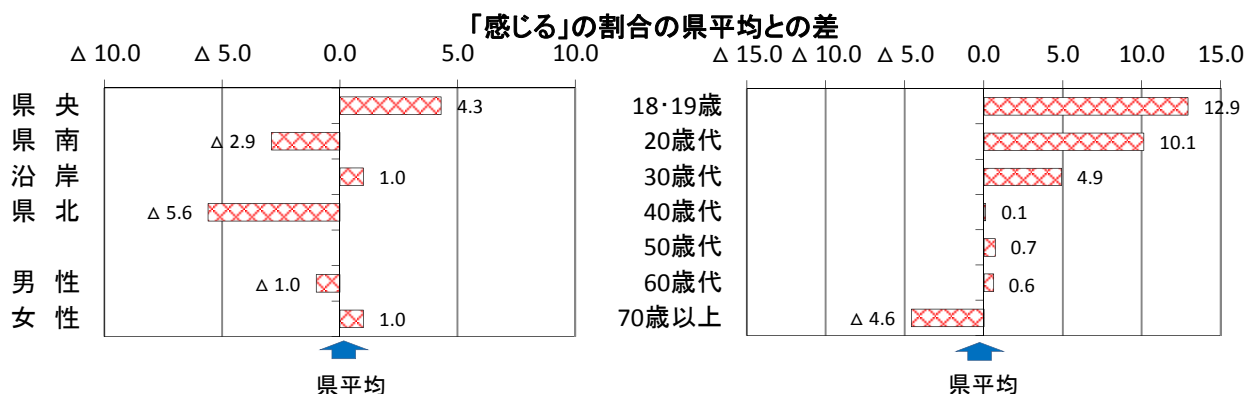 「感じる」の割合の県平均との差
△ 10.0 △ 5.0 0.0 5.0 10.0
県 央 4.3
県 南 △ 2.9
沿 岸 1.0
県 北 △ 5.6
男 性 △ 1.0
女 性 1.0
県平均
△ 15.0 △ 10.0 △ 5.0 0.0 5.0 10.0 15.0
18･19歳 12.9
20歳代 10.1
30歳代 4.9
40歳代 0.1
50歳代 0.7
60歳代 0.6
70歳以上 △ 4.6
県平均